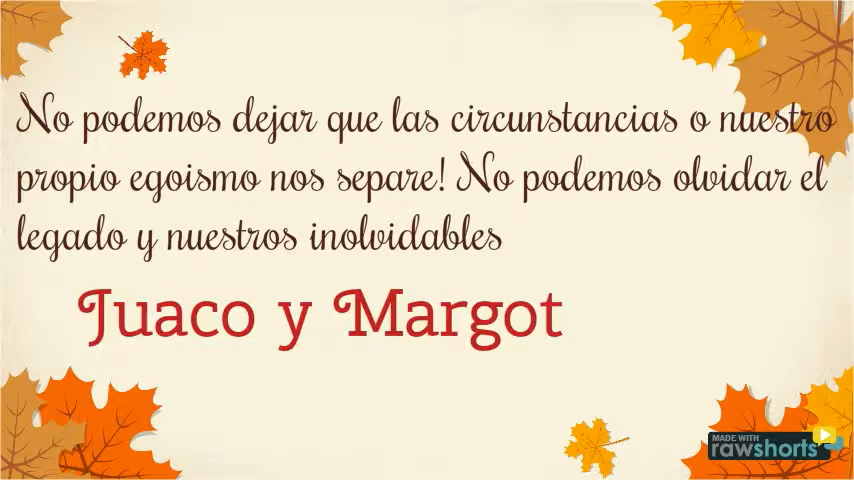 No podemos dejar que las circunstancias o nuestro
propio egoismo nos separe! No podemos olvidar el
legado y nuestros inolvidables
Juaco y Margot
MADE WITH
rawshorts